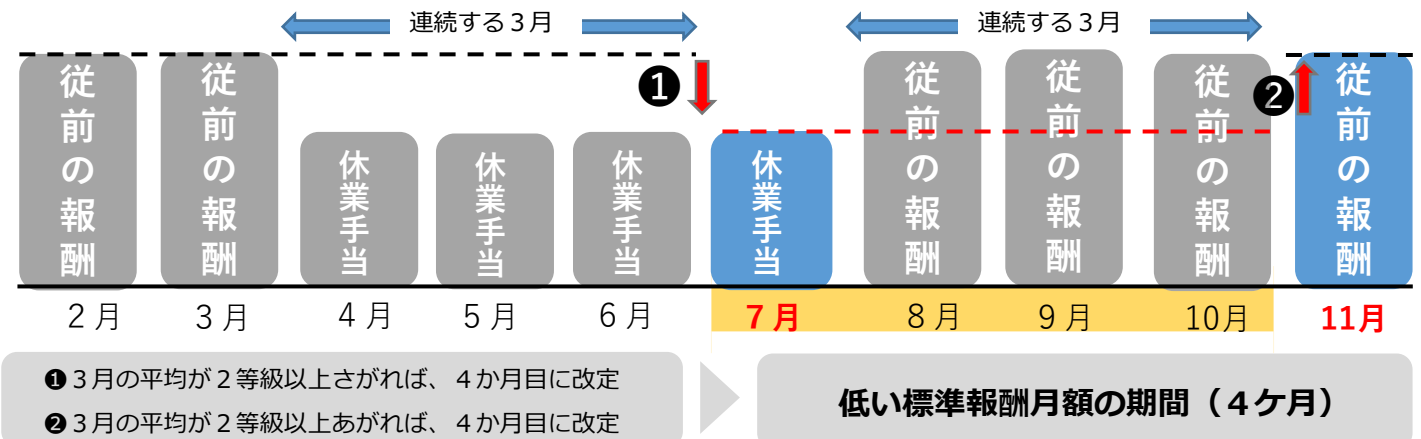 連続する3月
連続する3月
❶
❷
従前の報酬
従前の報酬
休業手当
休業手当
休業手当
休業手当
従前の報酬
従前の報酬
従前の報酬
従前の報酬
2月
3月
4月
5月
6月
7月
8月
9月
10月
11月
❶3月の平均が2等級以上さがれば、4か月目に改定
❷3月の平均が2等級以上あがれば、4か月目に改定
低い標準報酬月額の期間（4ケ月）